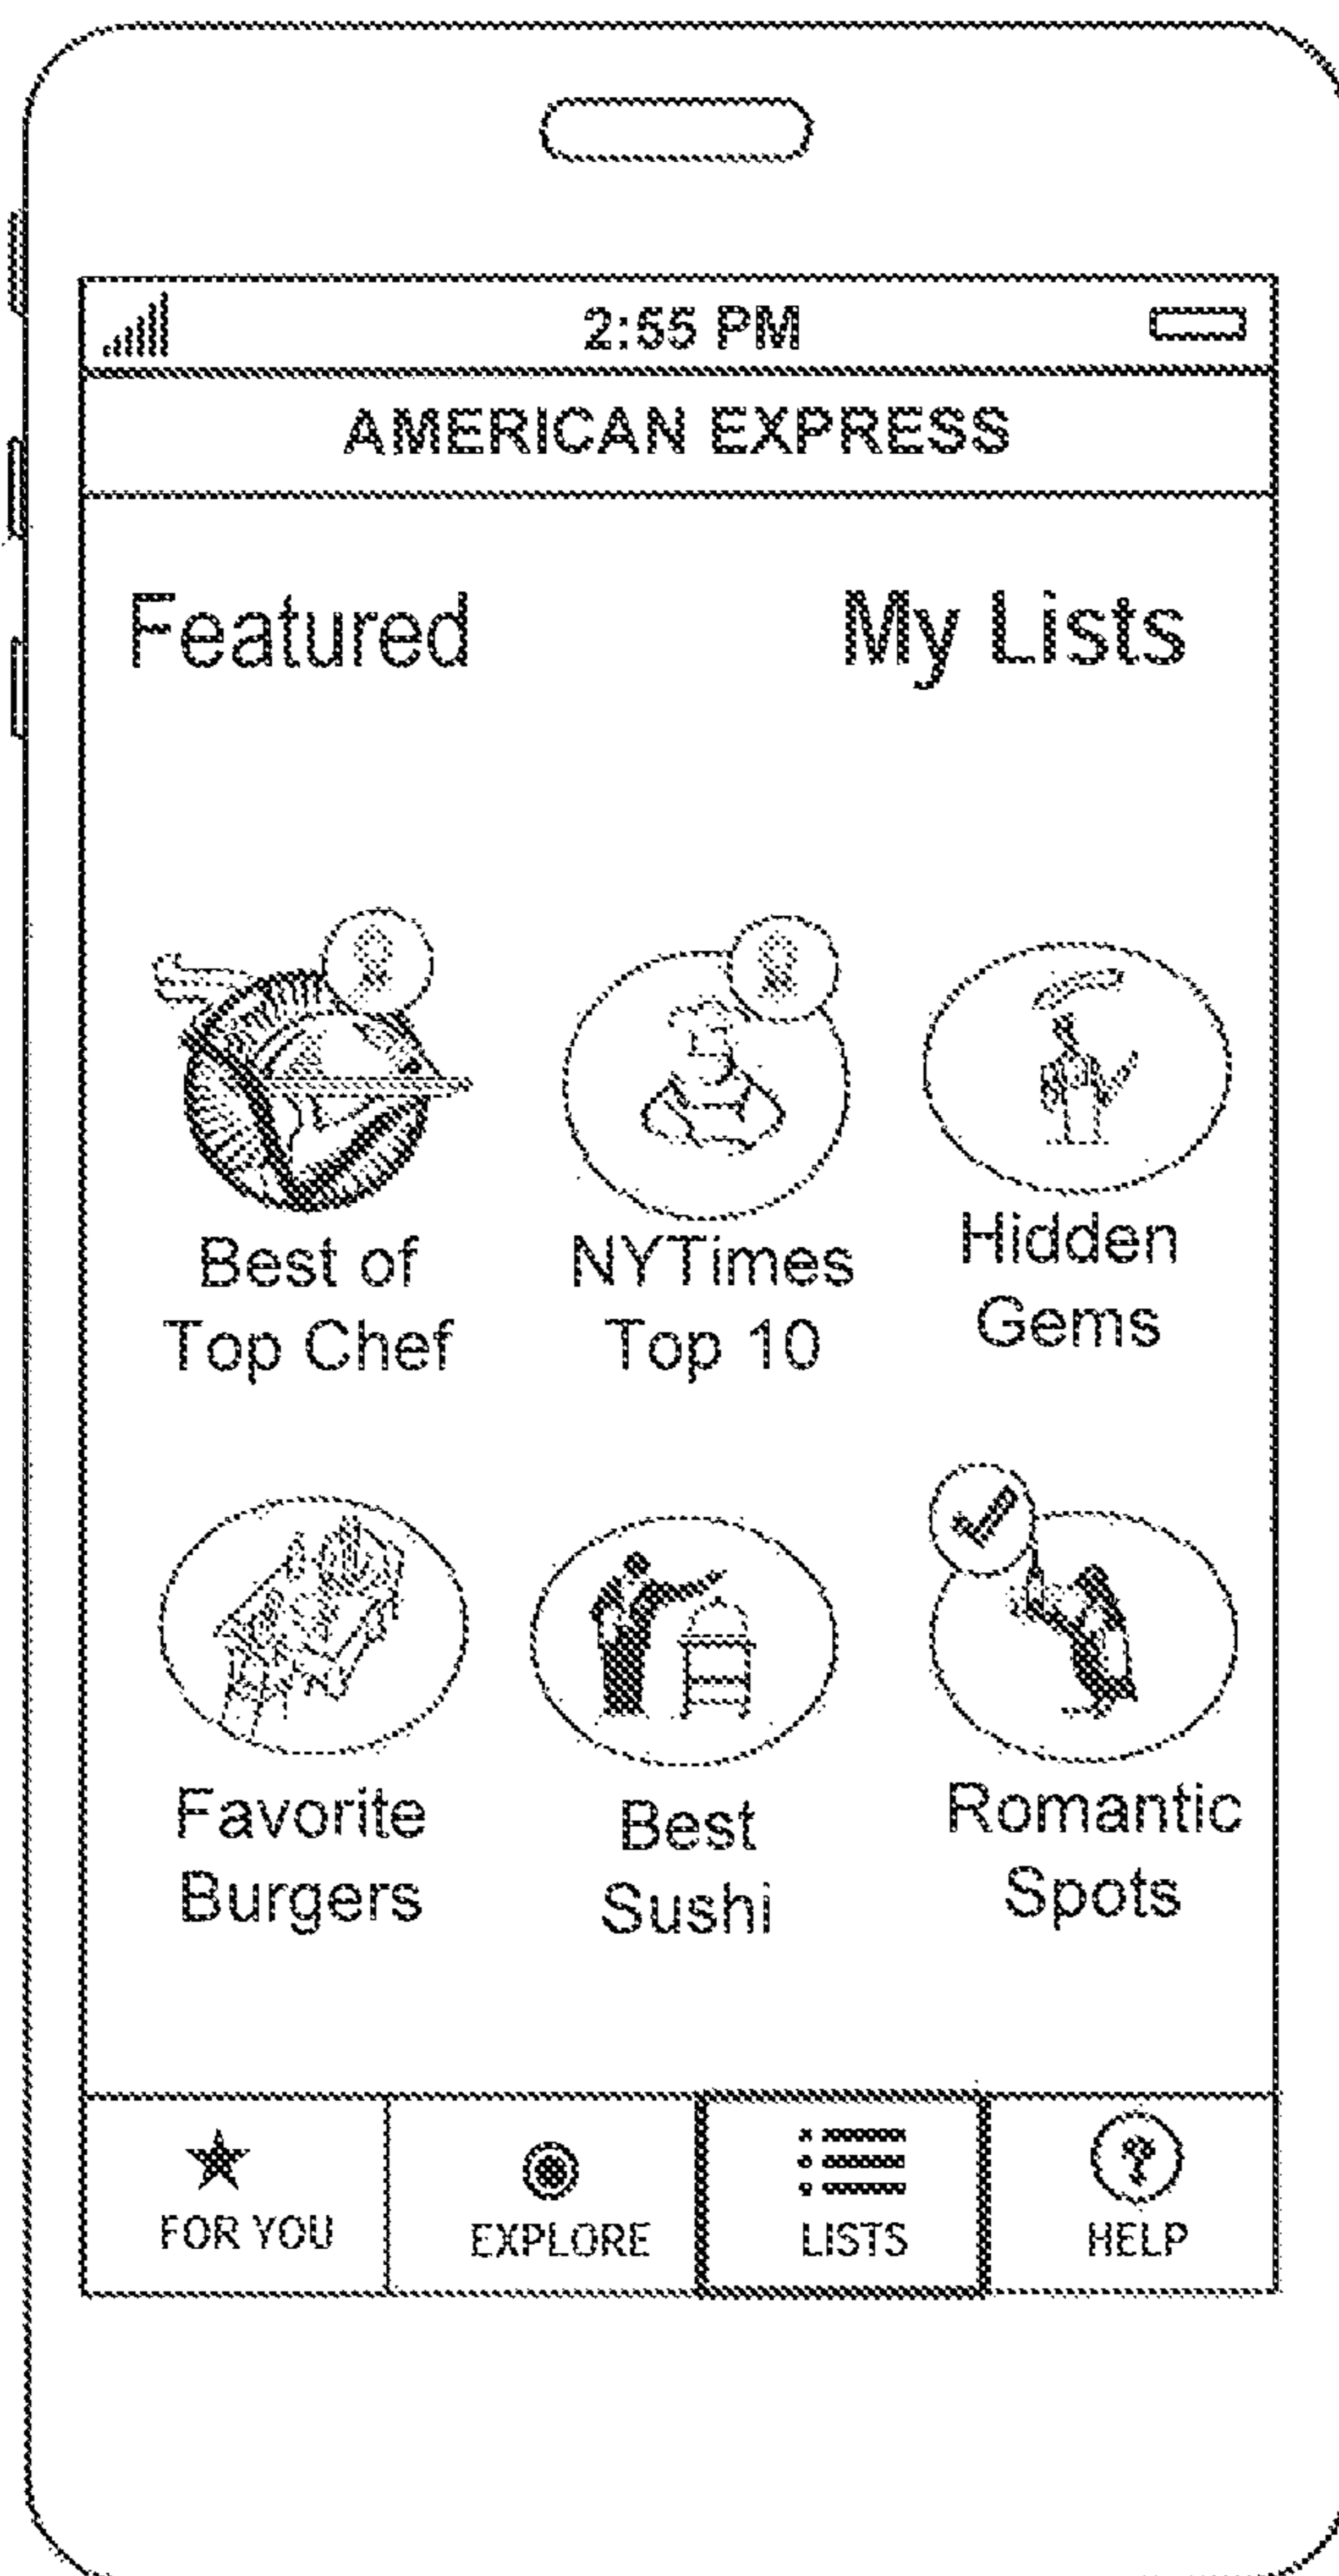 2:55 PM
AMERICAN EXPRESS
Featured My Lists
Best of
Top Chef
NYTimes
Top 10
Hidden
Gems
Favorite
Burgers
Best
Sushi
Romantic
Spots
FOR YOU
EXPLORE
LISTS
?
HELP